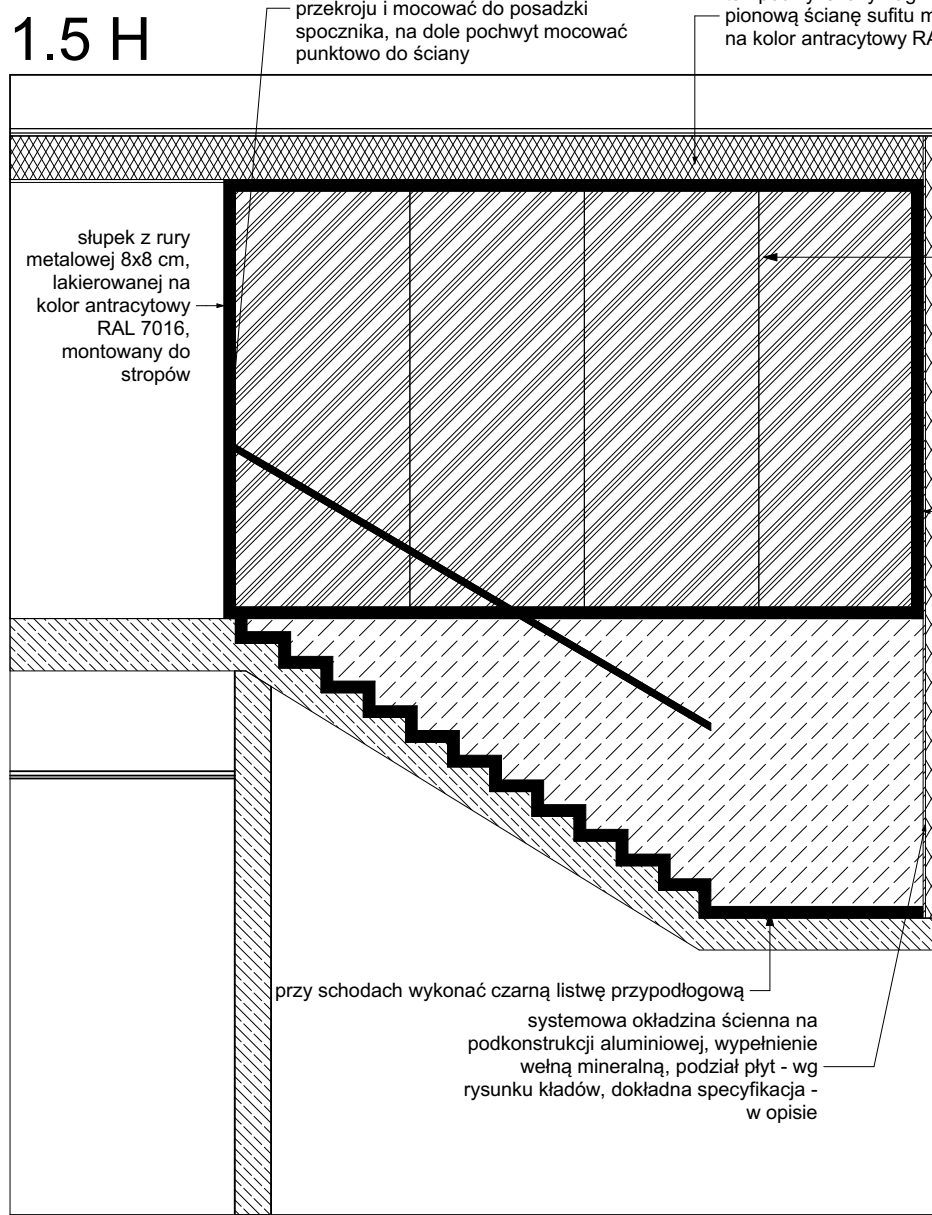 1.5 H
przekroju i mocować do posadzki
spocznika, na dole pochwyt mocować
punktowo do ściany
pionową ścianę sufitu
na kolor antracytowy
słupek z rury
metalowej 8x8 cm,
lakierowanej na
kolor antracytowy
RAL 7016,
montowany do
stropów
przy schodach wykonać czarną listwę przypodłogową
systemowa okładzina ścienna na
podkonstrukcji aluminiowej, wypełnienie
wełną mineralną, podział płyt - wg
rysunku kładów, dokładna specyfikacja -
w opisie